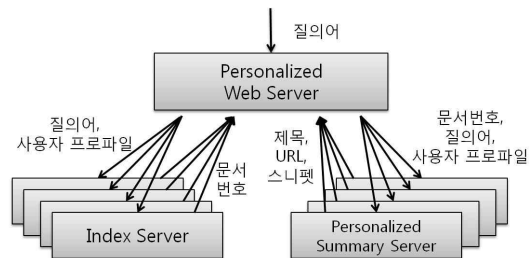 질의어
Personalized
Web Server
질의어,
사용자 프로파일
문서
번호
제목,
URL,
스니펫
문서번호,
질의어,
사용자 프로파일
Index Server
Personalized
Summary Server